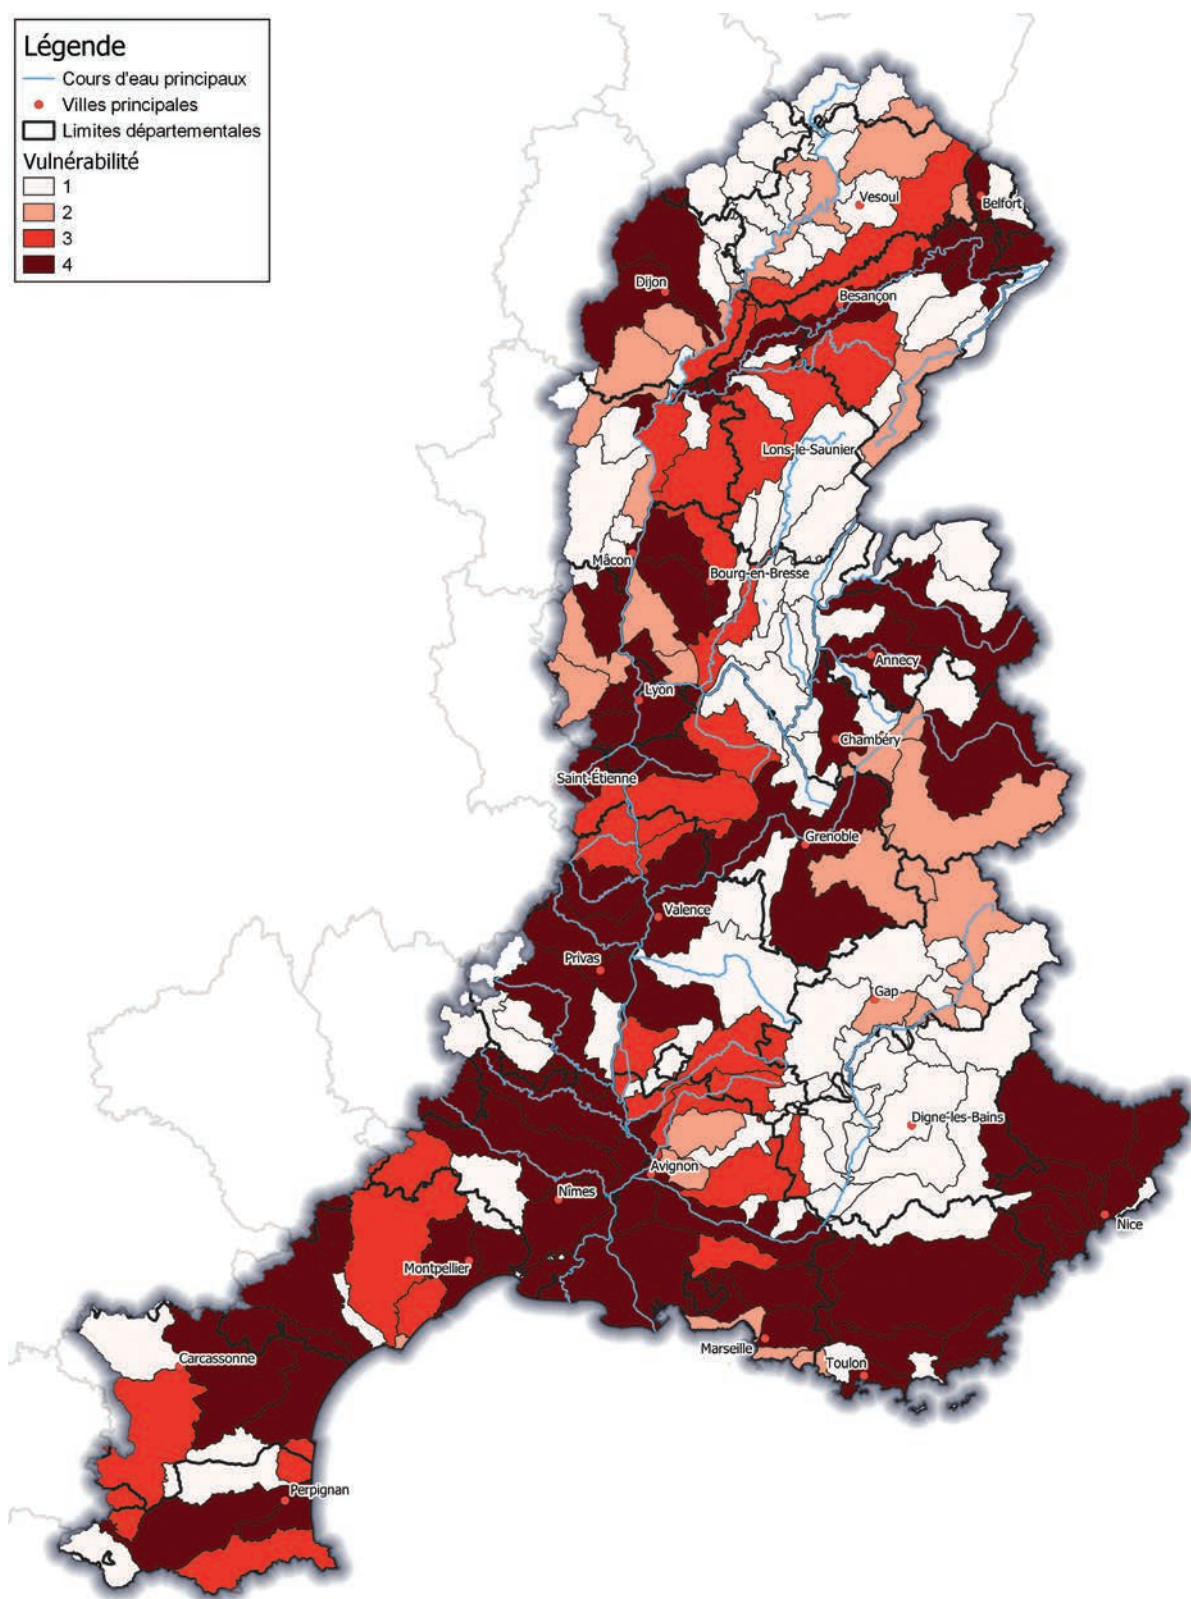 Légende
Cours d'eau principaux
Villes principales
Limites départementales
Vulnérabilité
1
2
3
4
Vesoul
Belfort
Dijon
Besançon
Lons-le-Saunier
Mâcon
Bourg-en-Bresse
Annecy
Lyon
Chambéry
Saint-Étienne
Grenoble
Valence
Privas
Gap
Digne-les-Bains
Avignon
Nîmes
Nice
Montpellier
Marseille
Toulon
Carcassonne
Perpignan